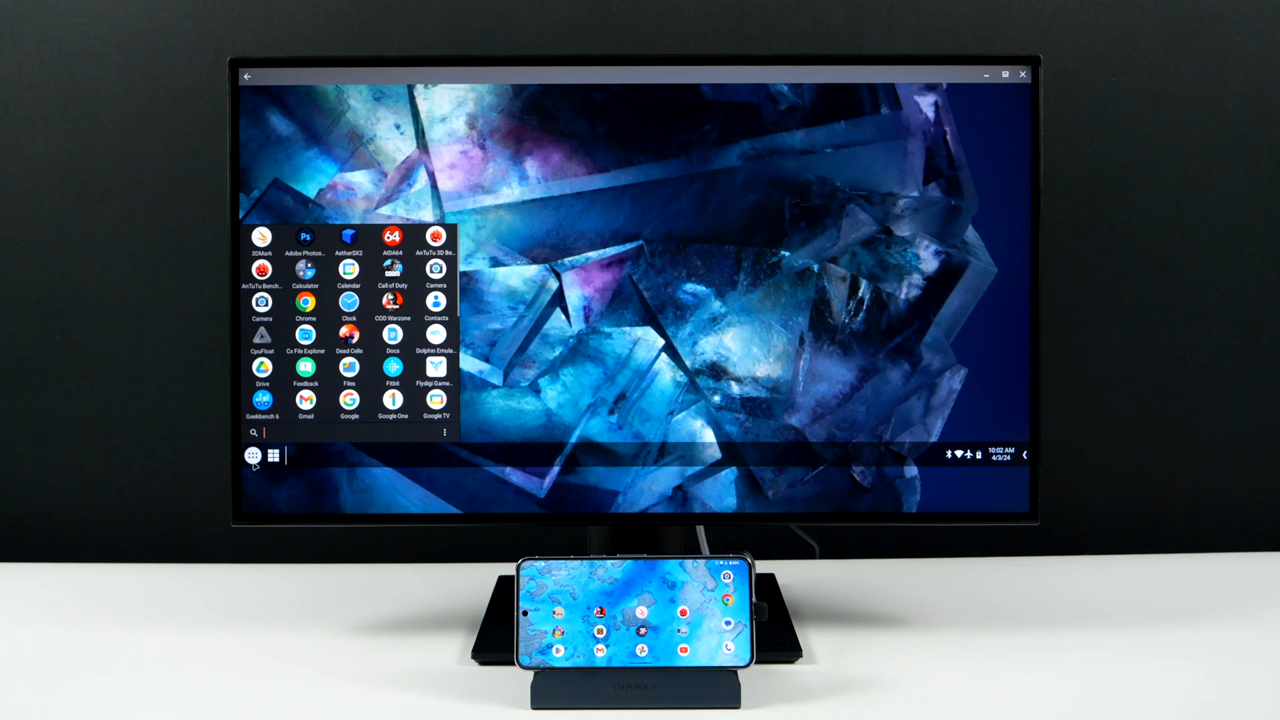 3DMark Adobe Photos... AetherSX2 AIDA64 AnTuTu 3D Be...
Ps 64
AnTuTu Bench... Calculator Calendar Call of Duty Camera
Camera Chrome Clock COD Warzone Contacts
CpuFloat Cx File Explorer Dead Cells Docs Dolphin Emula...
Drive Feedback Files Fitbit Flydigi Game...
Geekbench 6 Gmail Google Google One Google TV
10:02 AM
4/3/24
iVANKY